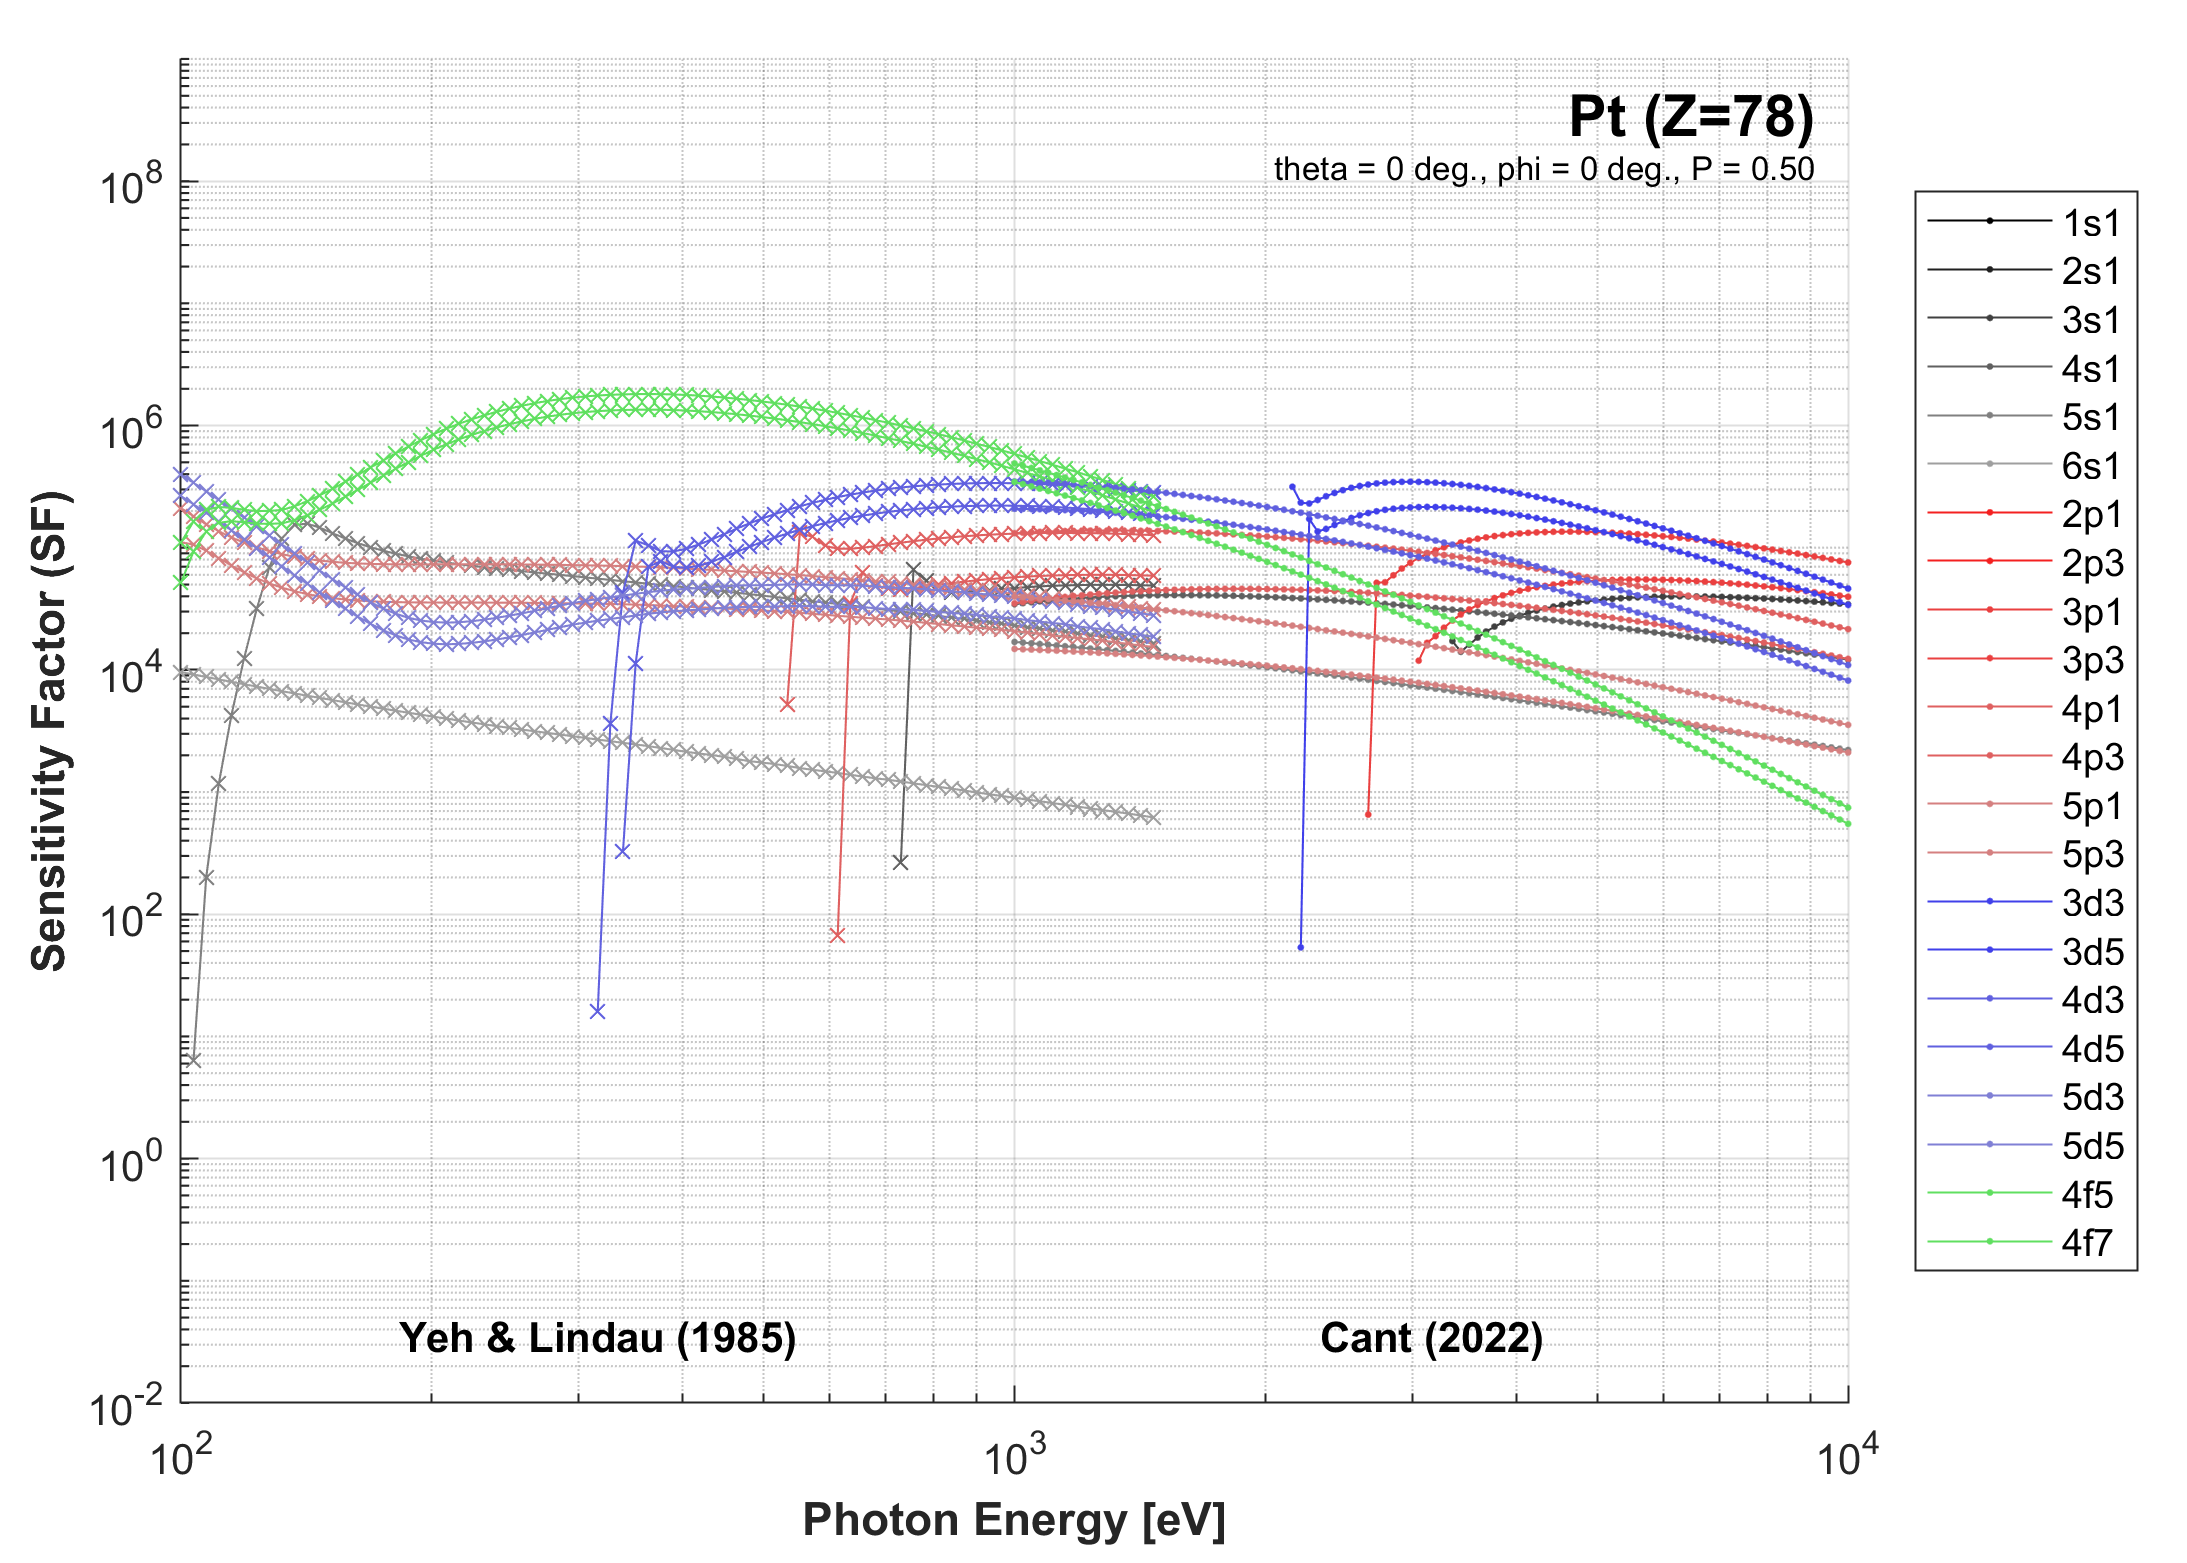 Pt (Z=78)
theta = 0 deg., phi = 0 deg., P = 0.50
Sensitivity Factor (SF)
10^8
10^6
10^4
10^2
10^0
10^-2
10^2
10^3
10^4
Photon Energy [eV]
Yeh & Lindau (1985)
Cant (2022)
1s1
2s1
3s1
4s1
5s1
6s1
2p1
2p3
3p1
3p3
4p1
4p3
5p1
5p3
3d3
3d5
4d3
4d5
5d3
5d5
4f5
4f7